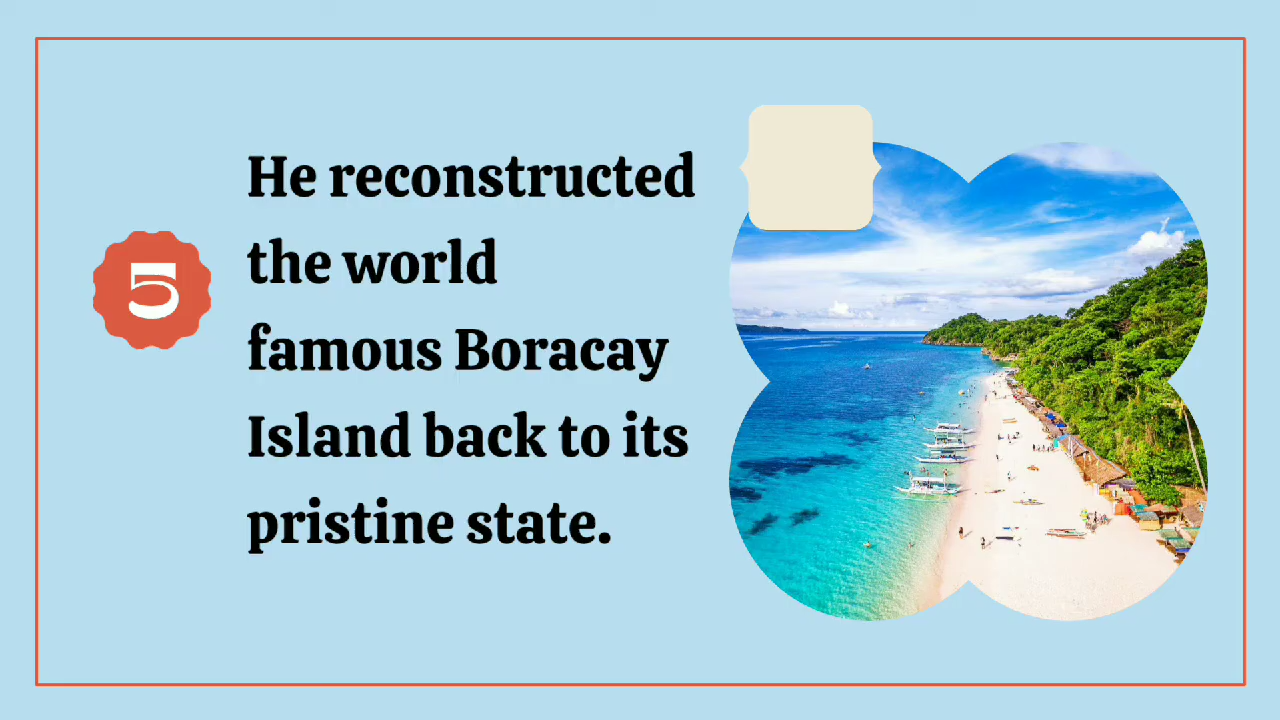 5
He reconstructed
the world
famous Boracay
Island back to its
pristine state.